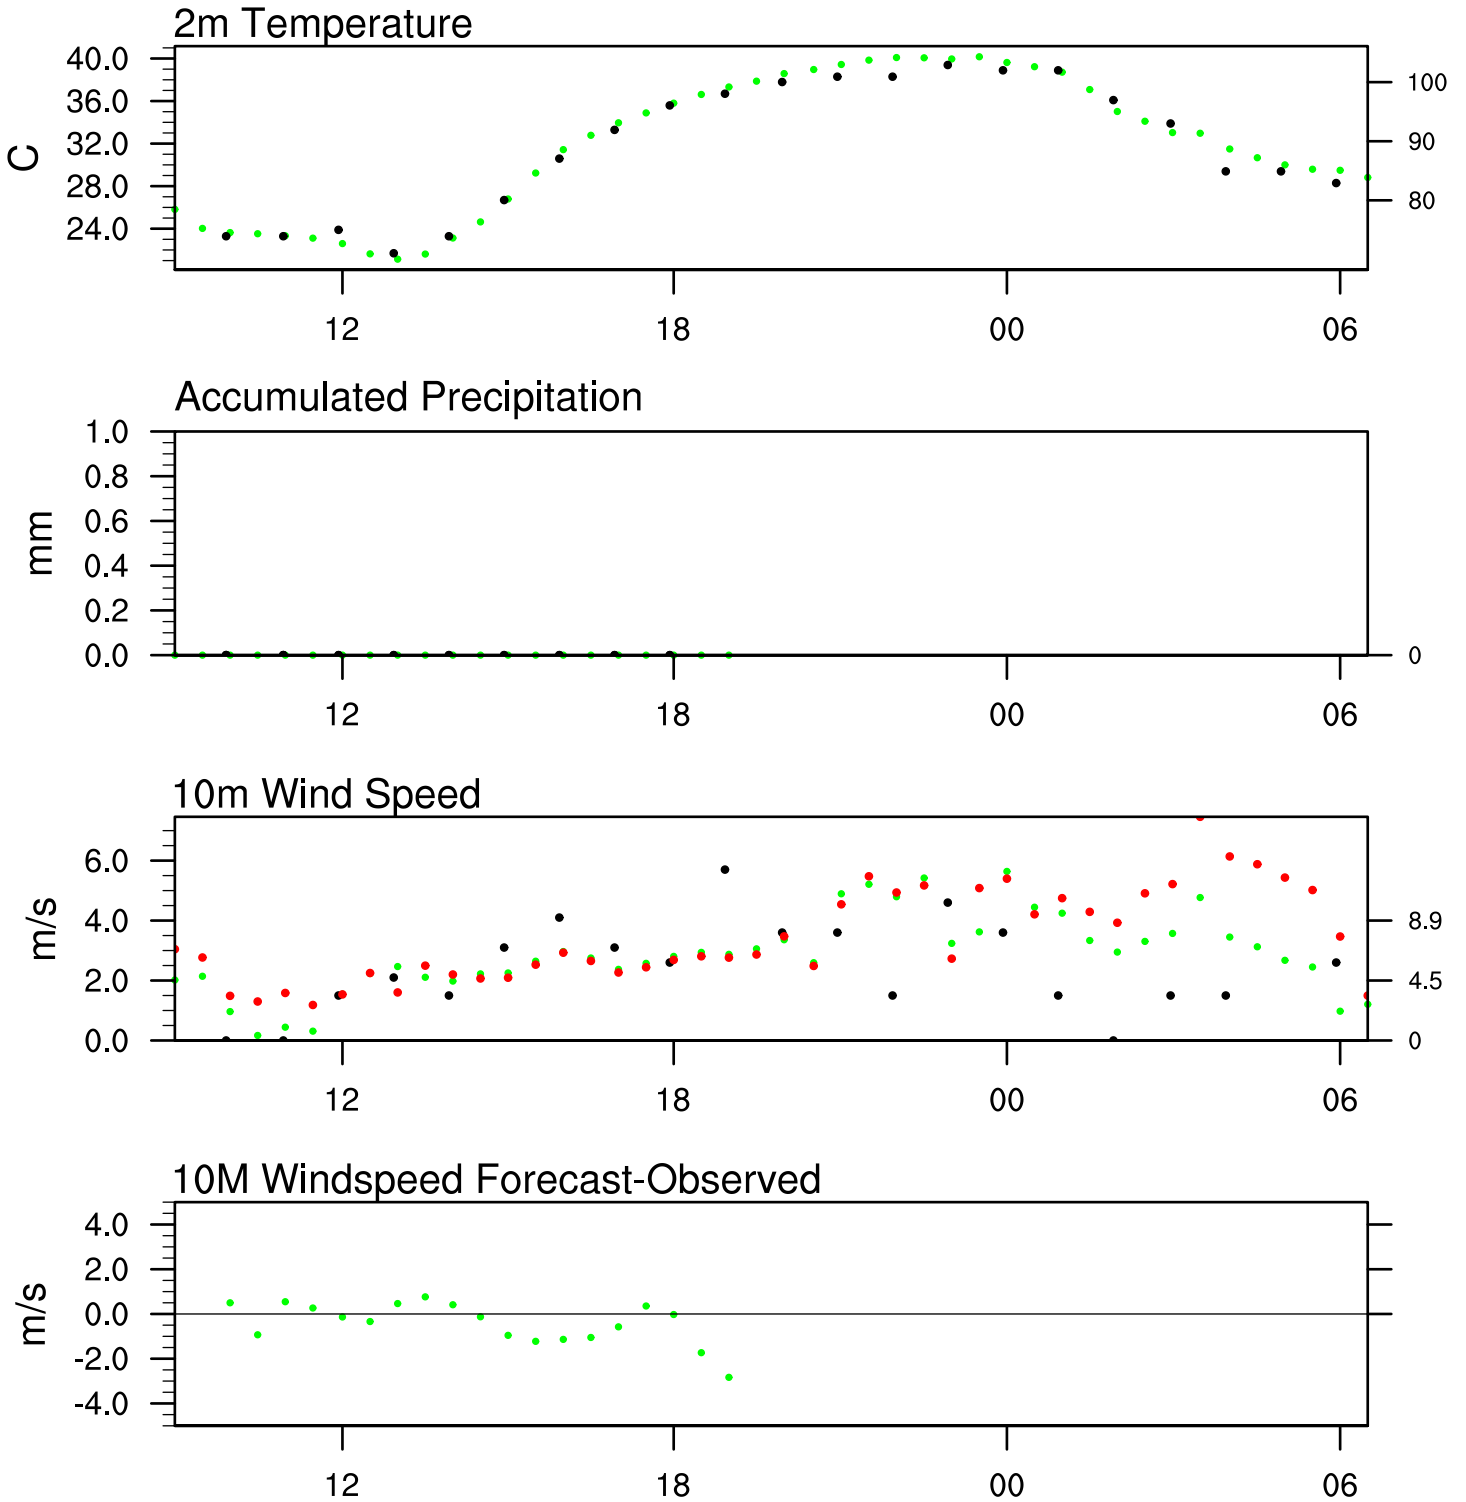 2m Temperature
40.0
36.0
32.0
28.0
24.0
C
100
90
80
12 18 00 06
Accumulated Precipitation
1.0
0.8
0.6
0.4
0.2
0.0
mm
0
12 18 00 06
10m Wind Speed
6.0
4.0
2.0
0.0
m/s
8.9
4.5
0
12 18 00 06
10M Windspeed Forecast-Observed
4.0
2.0
0.0
-2.0
-4.0
m/s
12 18 00 06